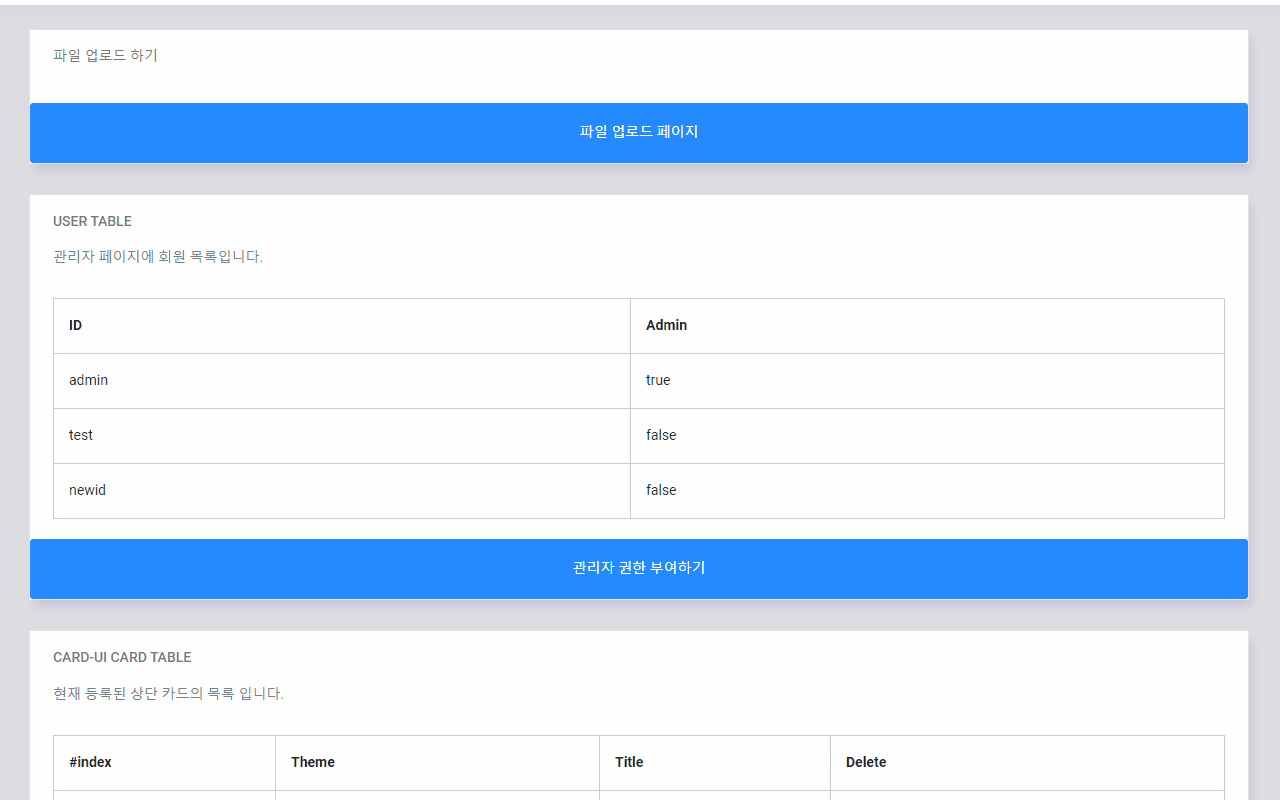 파일 업로드 하기
파일 업로드 페이지
USER TABLE
관리자 페이지에 회원 목록입니다.
ID Admin
admin true
test false
newid false
관리자 권한 부여하기
CARD-UI CARD TABLE
현재 등록된 상단 카드의 목록 입니다.
#index Theme Title Delete